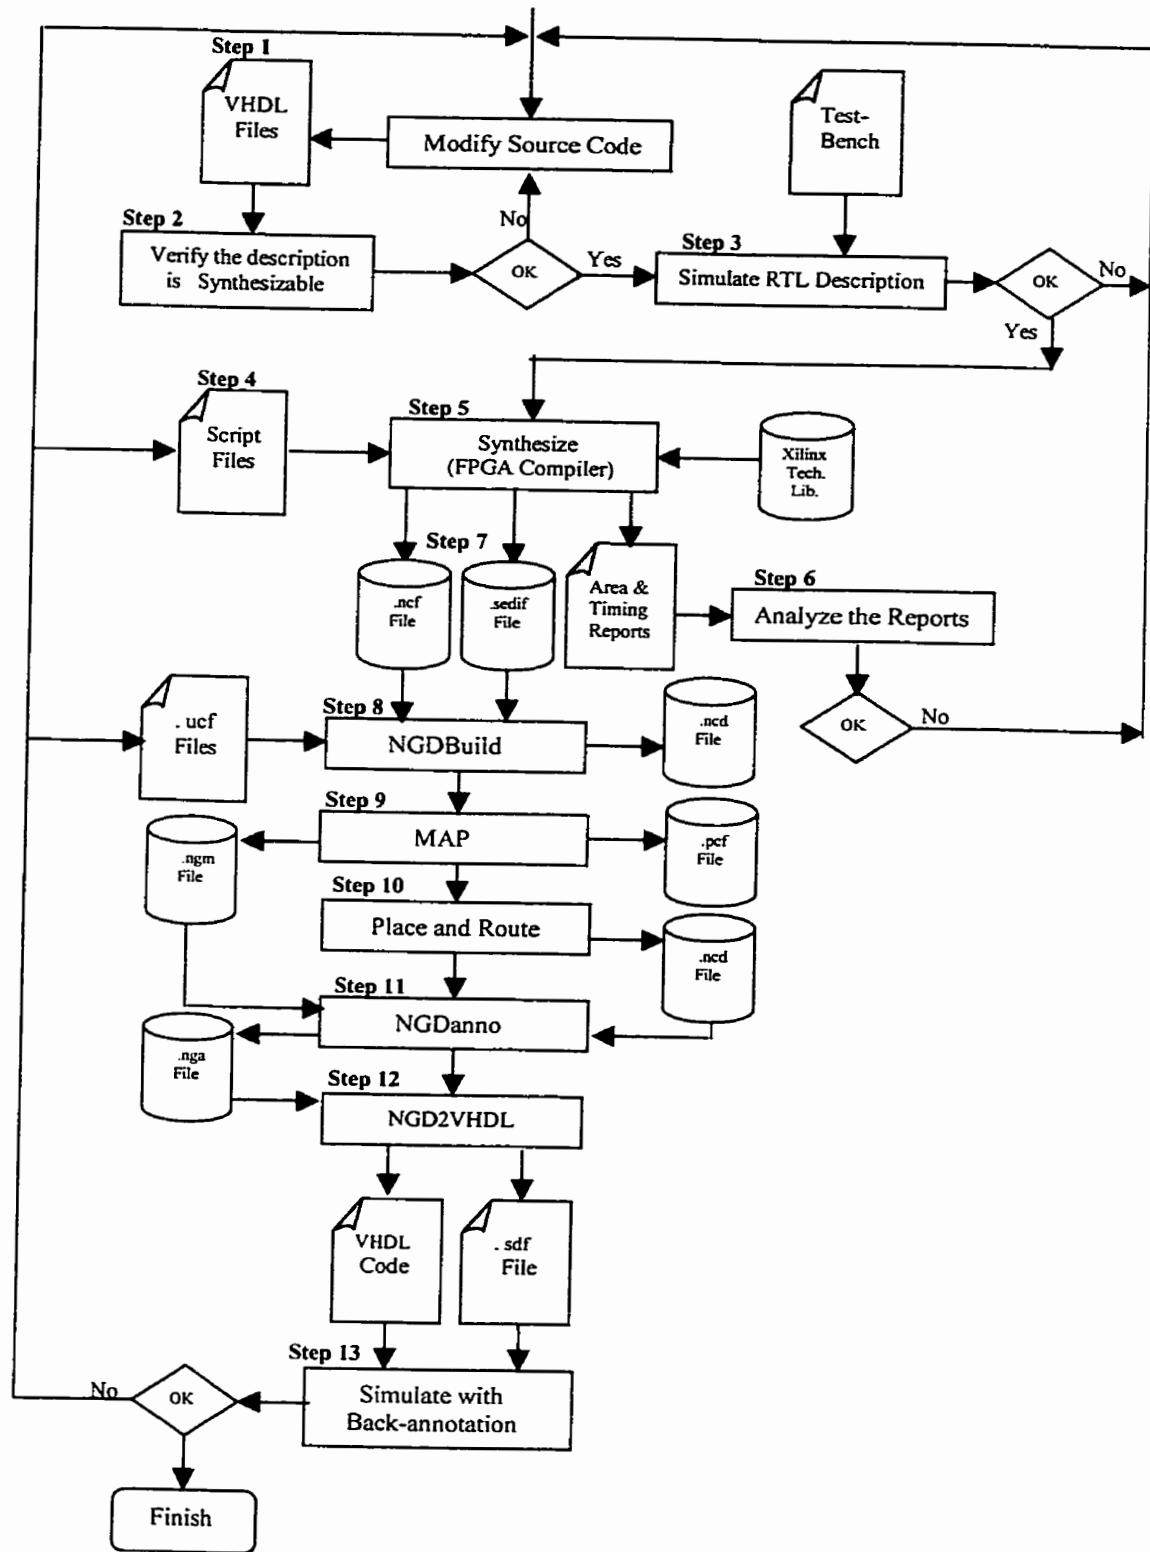 Step 1
VHDL
Files
Modify Source Code
Test-
Bench
No
Step 2
Verify the description
is Synthesizable
OK
Yes
Step 3
Simulate RTL Description
OK
No
Yes
Step 4
Script
Files
Step 5
Synthesize
(FPGA Compiler)
Xilinx
Tech.
Lib.
Step 7
.ncf
File
.sedif
File
Area &
Timing
Reports
Step 6
Analyze the Reports
OK
No
. ucf
Files
Step 8
NGDBuild
.ncd
File
Step 9
MAP
.ngm
File
.pcf
File
Step 10
Place and Route
.ncd
File
Step 11
NGDanno
.nga
File
Step 12
NGD2VHDL
VHDL
Code
. sdf
File
Step 13
Simulate with
Back-annotation
OK
No
Finish